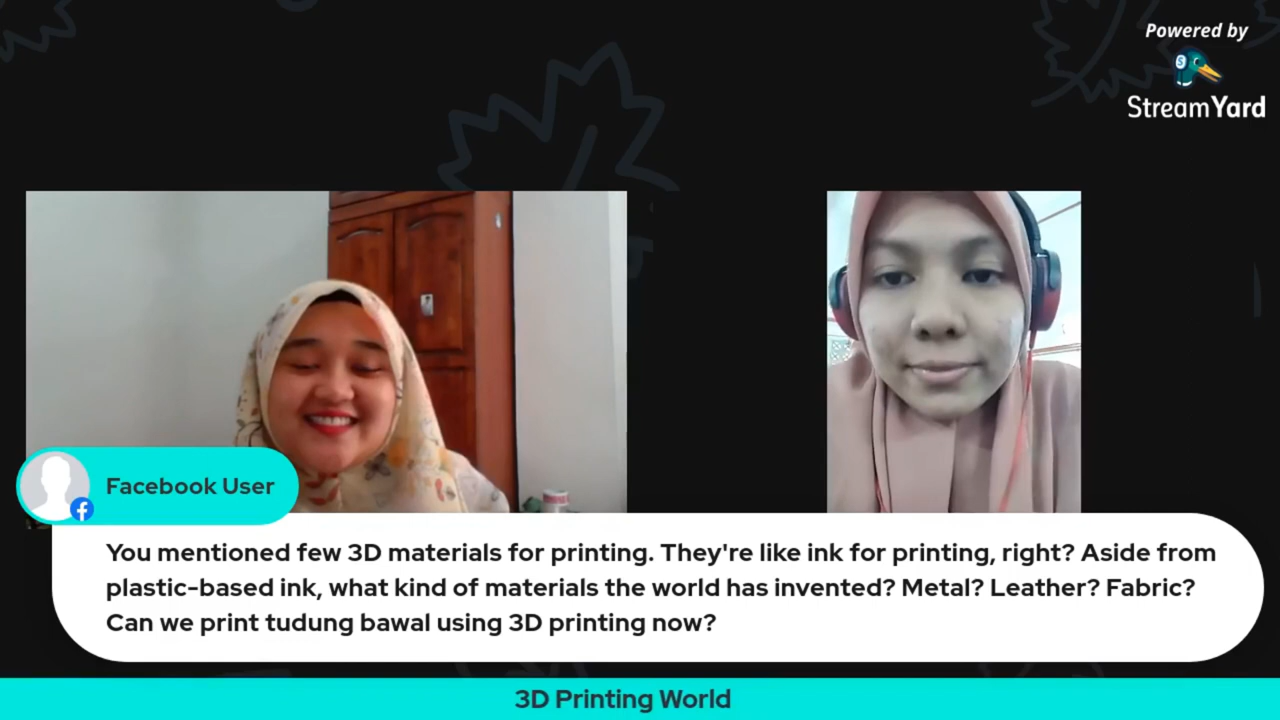 Powered by
StreamYard
Facebook User
You mentioned few 3D materials for printing. They're like ink for printing, right? Aside from
plastic-based ink, what kind of materials the world has invented? Metal? Leather? Fabric?
Can we print tudung bawal using 3D printing now?
3D Printing World